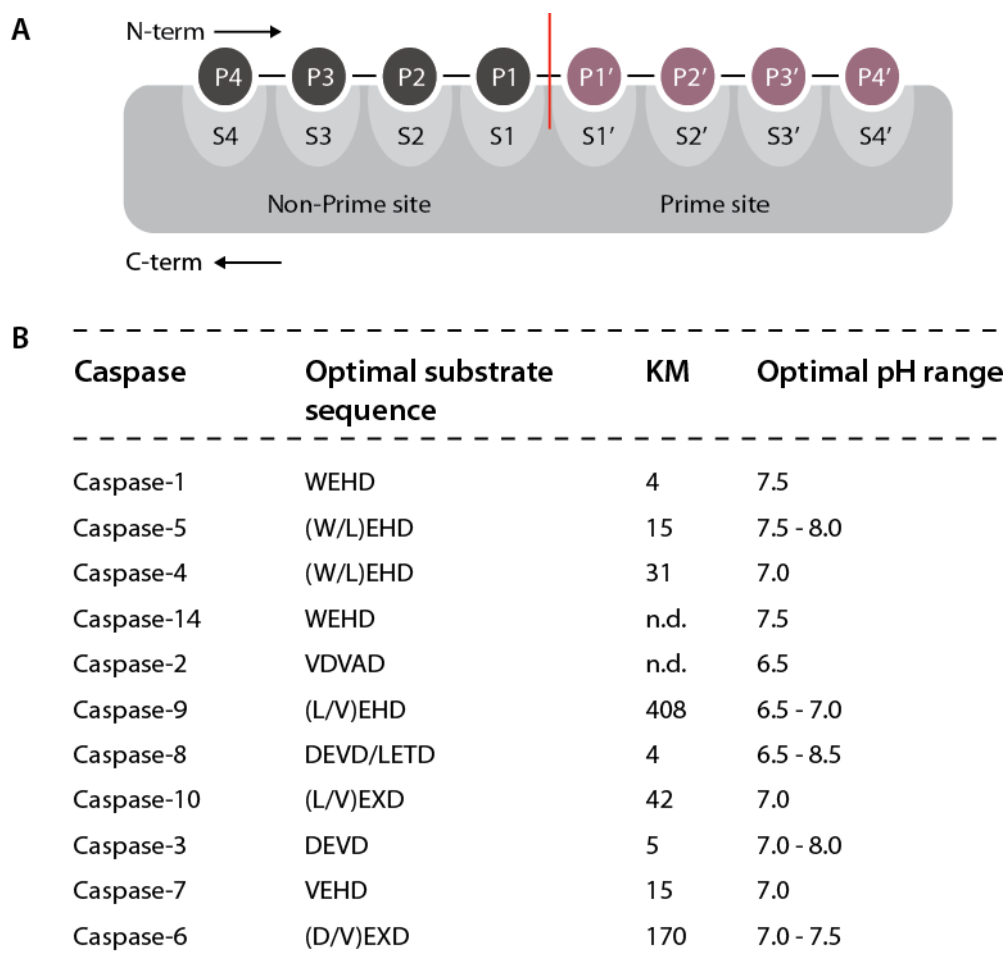 A
N-term
P4 P3 P2 P1 P1' P2' P3' P4'
S4 S3 S2 S1 S1' S2' S3' S4'
Non-Prime site Prime site
C-term
B
Caspase Optimal substrate KM Optimal pH range
sequence
Caspase-1 WEHD 4 7.5
Caspase-5 (W/L)EHD 15 7.5 - 8.0
Caspase-4 (W/L)EHD 31 7.0
Caspase-14 WEHD n.d. 7.5
Caspase-2 VDVAD n.d. 6.5
Caspase-9 (L/V)EHD 408 6.5 - 7.0
Caspase-8 DEVD/LETD 4 6.5 - 8.5
Caspase-10 (L/V)EXD 42 7.0
Caspase-3 DEVD 5 7.0 - 8.0
Caspase-7 VEHD 15 7.0
Caspase-6 (D/V)EXD 170 7.0 - 7.5